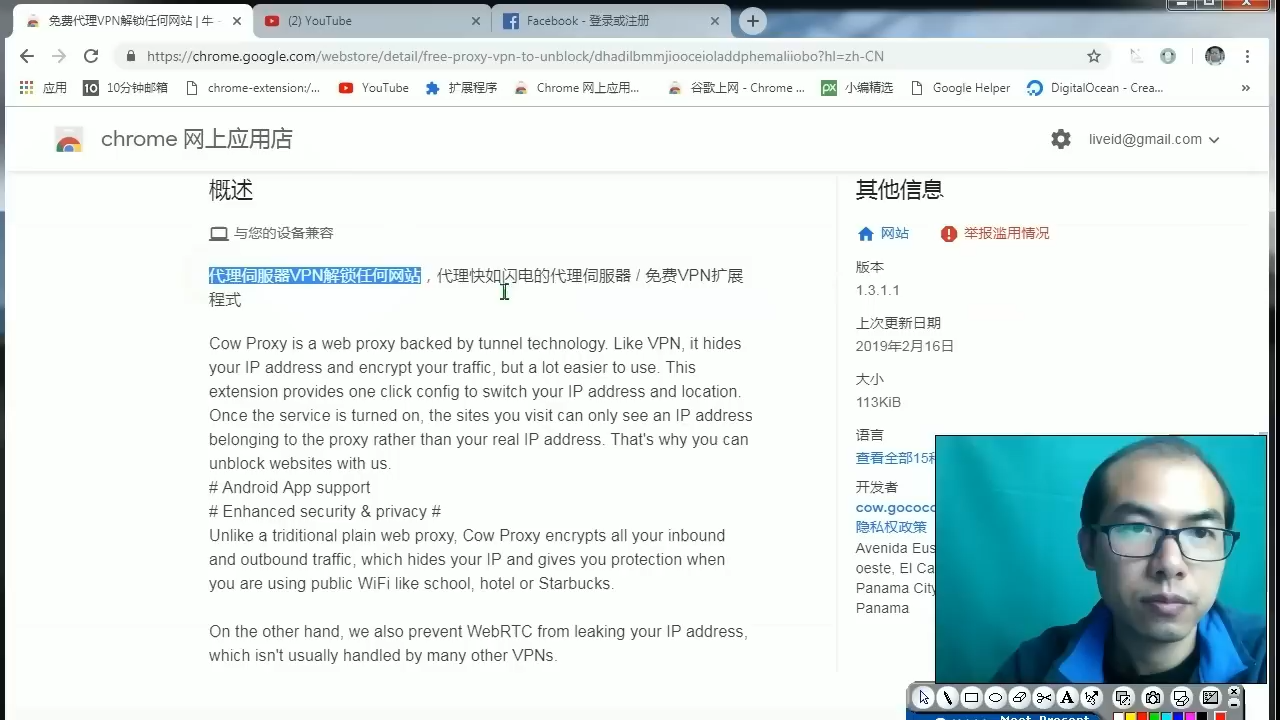 免费代理VPN解锁任何网站 | 牛 -
(2) YouTube
Facebook - 登录或注册
https://chrome.google.com/webstore/detail/free-proxy-vpn-to-unblock/dhadilbmmjiooceioladdphemaliiobo?hl=zh-CN
应用
10
10分钟邮箱
chrome-extension:/...
YouTube
扩展程序
Chrome 网上应用...
谷歌上网 - Chrome ...
px
小编精选
Google Helper
DigitalOcean - Crea...
»
chrome 网上应用店
liveid@gmail.com
概述
与您的设备兼容
代理伺服器VPN解锁任何网站，代理快如闪电的代理伺服器 / 免费VPN扩展
程式
Cow Proxy is a web proxy backed by tunnel technology. Like VPN, it hides
your IP address and encrypt your traffic, but a lot easier to use. This
extension provides one click config to switch your IP address and location.
Once the service is turned on, the sites you visit can only see an IP address
belonging to the proxy rather than your real IP address. That's why you can
unblock websites with us.
# Android App support
# Enhanced security & privacy #
Unlike a triditional plain web proxy, Cow Proxy encrypts all your inbound
and outbound traffic, which hides your IP and gives you protection when
you are using public WiFi like school, hotel or Starbucks.
On the other hand, we also prevent WebRTC from leaking your IP address,
which isn't usually handled by many other VPNs.
其他信息
网站
举报滥用情况
版本
1.3.1.1
上次更新日期
2019年2月16日
大小
113KiB
语言
查看全部15
开发者
cow.gococ
隐私权政策
Avenida Eus
oeste, El Ca
Panama City
Panama
A